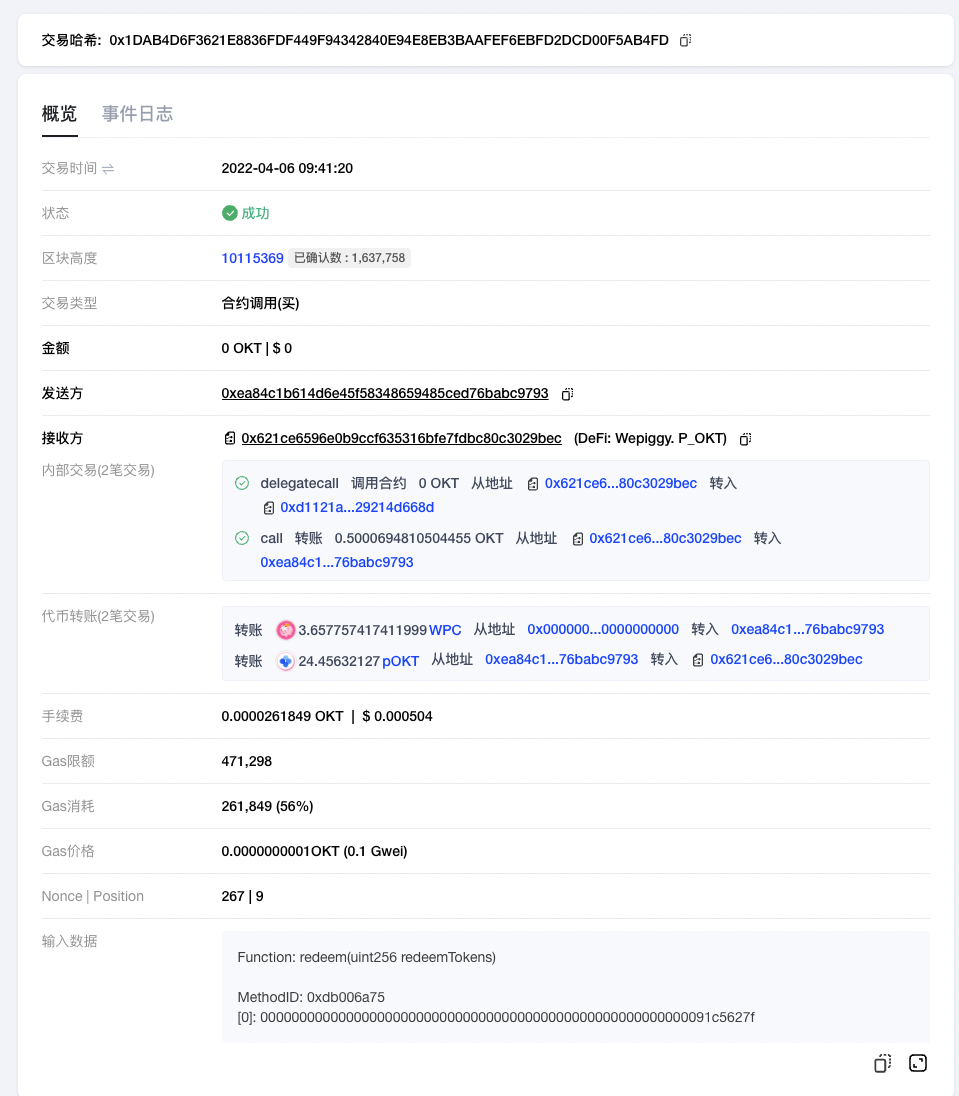 交易哈希: 0x1DAB4D6F3621E8836FDF449F94342840E94E8EB3BAAFEF6EBFD2DCD00F5AB4FD
概览 事件日志
交易时间 ⇌ 2022-04-06 09:41:20
状态 成功
区块高度 10115369 已确认数 : 1,637,758
交易类型 合约调用(买)
金额 0 OKT | $ 0
发送方 0xea84c1b614d6e45f58348659485ced76babc9793
接收方 0x621ce6596e0b9ccf635316bfe7fdbc80c3029bec (DeFi: Wepiggy. P_OKT)
内部交易(2笔交易) delegatecall 调用合约 0 OKT 从地址 0x621ce6...80c3029bec 转入
0xd1121a...29214d668d
call 转账 0.5000694810504455 OKT 从地址 0x621ce6...80c3029bec 转入
0xea84c1...76babc9793
代币转账(2笔交易) 转账 3.657757417411999 WPC 从地址 0x000000...0000000000 转入 0xea84c1...76babc9793
转账 24.45632127 pOKT 从地址 0xea84c1...76babc9793 转入 0x621ce6...80c3029bec
手续费 0.0000261849 OKT | $ 0.000504
Gas限额 471,298
Gas消耗 261,849 (56%)
Gas价格 0.0000000001OKT (0.1 Gwei)
Nonce | Position 267 | 9
输入数据 Function: redeem(uint256 redeemTokens)
MethodID: 0xdb006a75
[0]: 0000000000000000000000000000000000000000000000000000000091c5627f